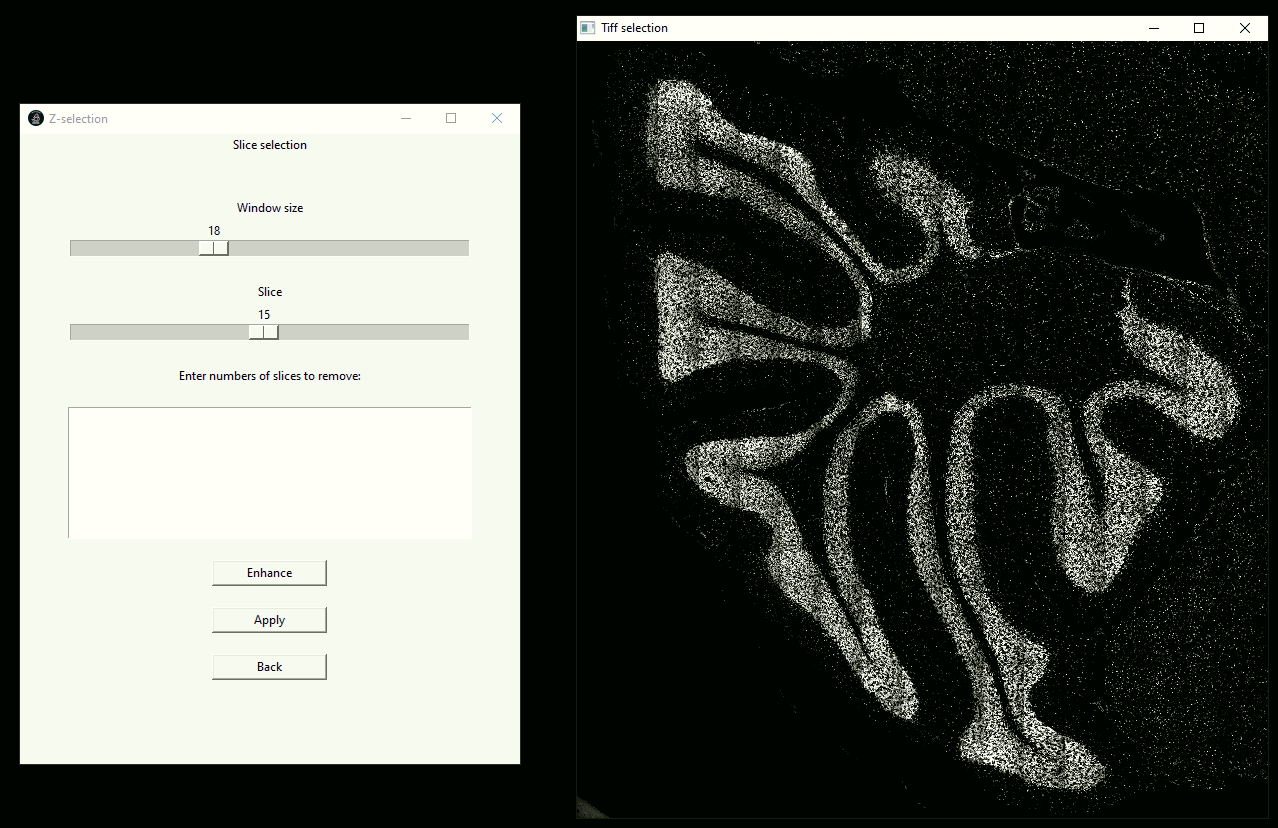 Z-selection
Slice selection
Window size
18
Slice
15
Enter numbers of slices to remove:
Enhance
Apply
Back
Tiff selection